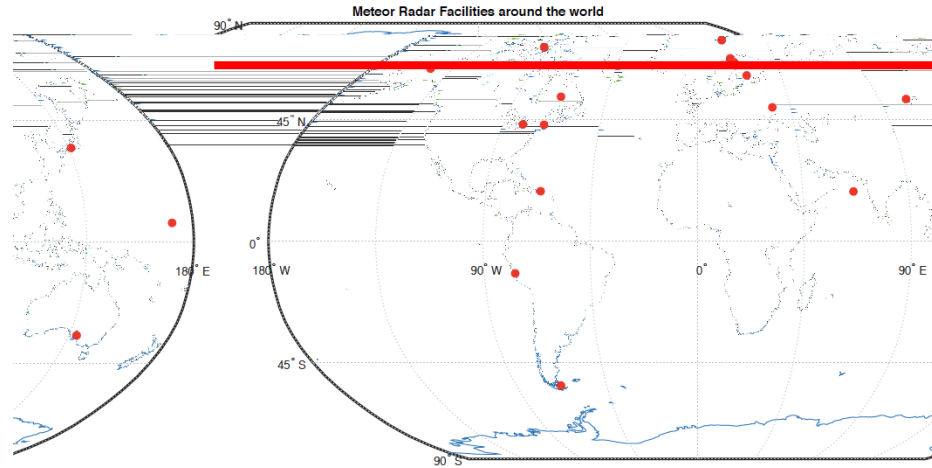 Meteor Radar Facilities around the world
90° N
45° N
0°
180° E
180° W
90° W
0°
90° E
45° S
90° S